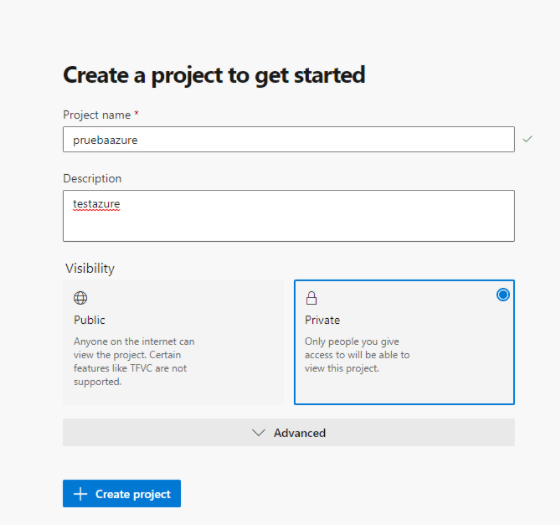 Create a project to get started
Project name *
pruebaazure
Description
testazure
Visibility
Public
Anyone on the internet can
view the project. Certain
features like TFVC are not
supported.
Private
Only people you give
access to will be able to
view this project.
Advanced
Create project